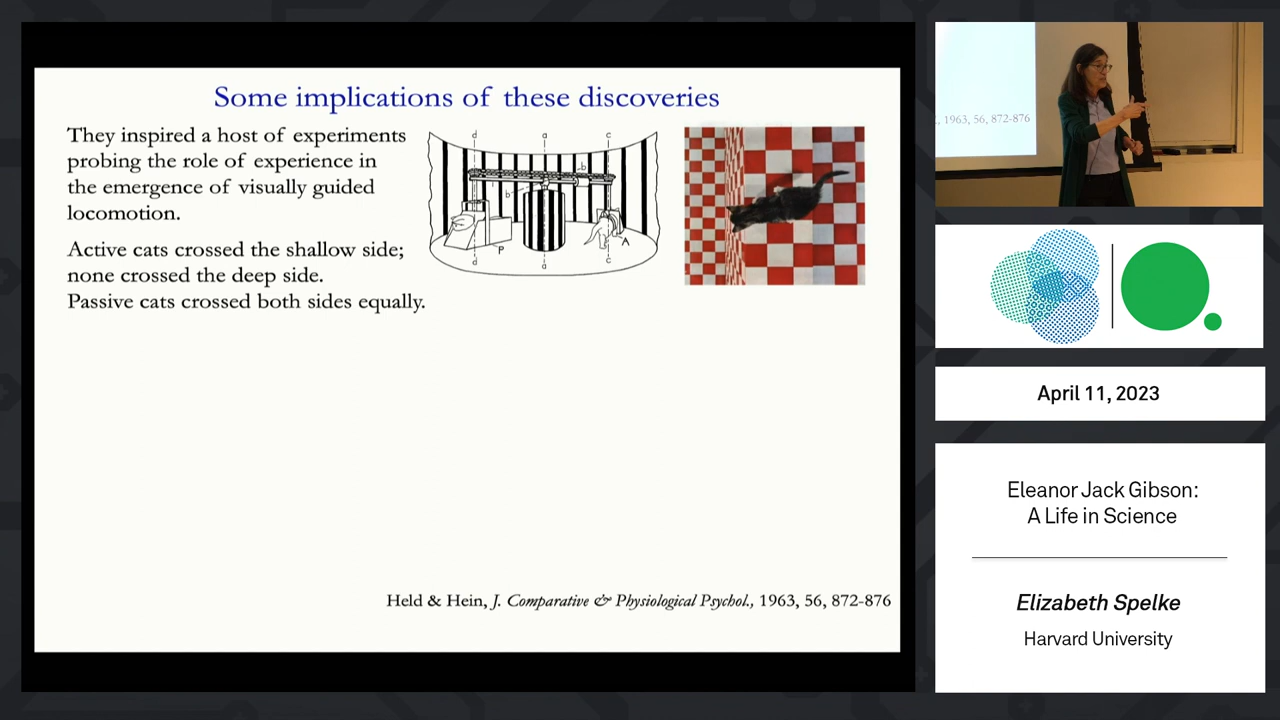 Some implications of these discoveries
They inspired a host of experiments
probing the role of experience in
the emergence of visually guided
locomotion.
Active cats crossed the shallow side;
none crossed the deep side.
Passive cats crossed both sides equally.
d
a
c
b
b
P
A
d
a
c
Held & Hein, J. Comparative & Physiological Psychol., 1963, 56, 872-876
, 1963, 56, 872-876
April 11, 2023
Eleanor Jack Gibson:
A Life in Science
Elizabeth Spelke
Harvard University